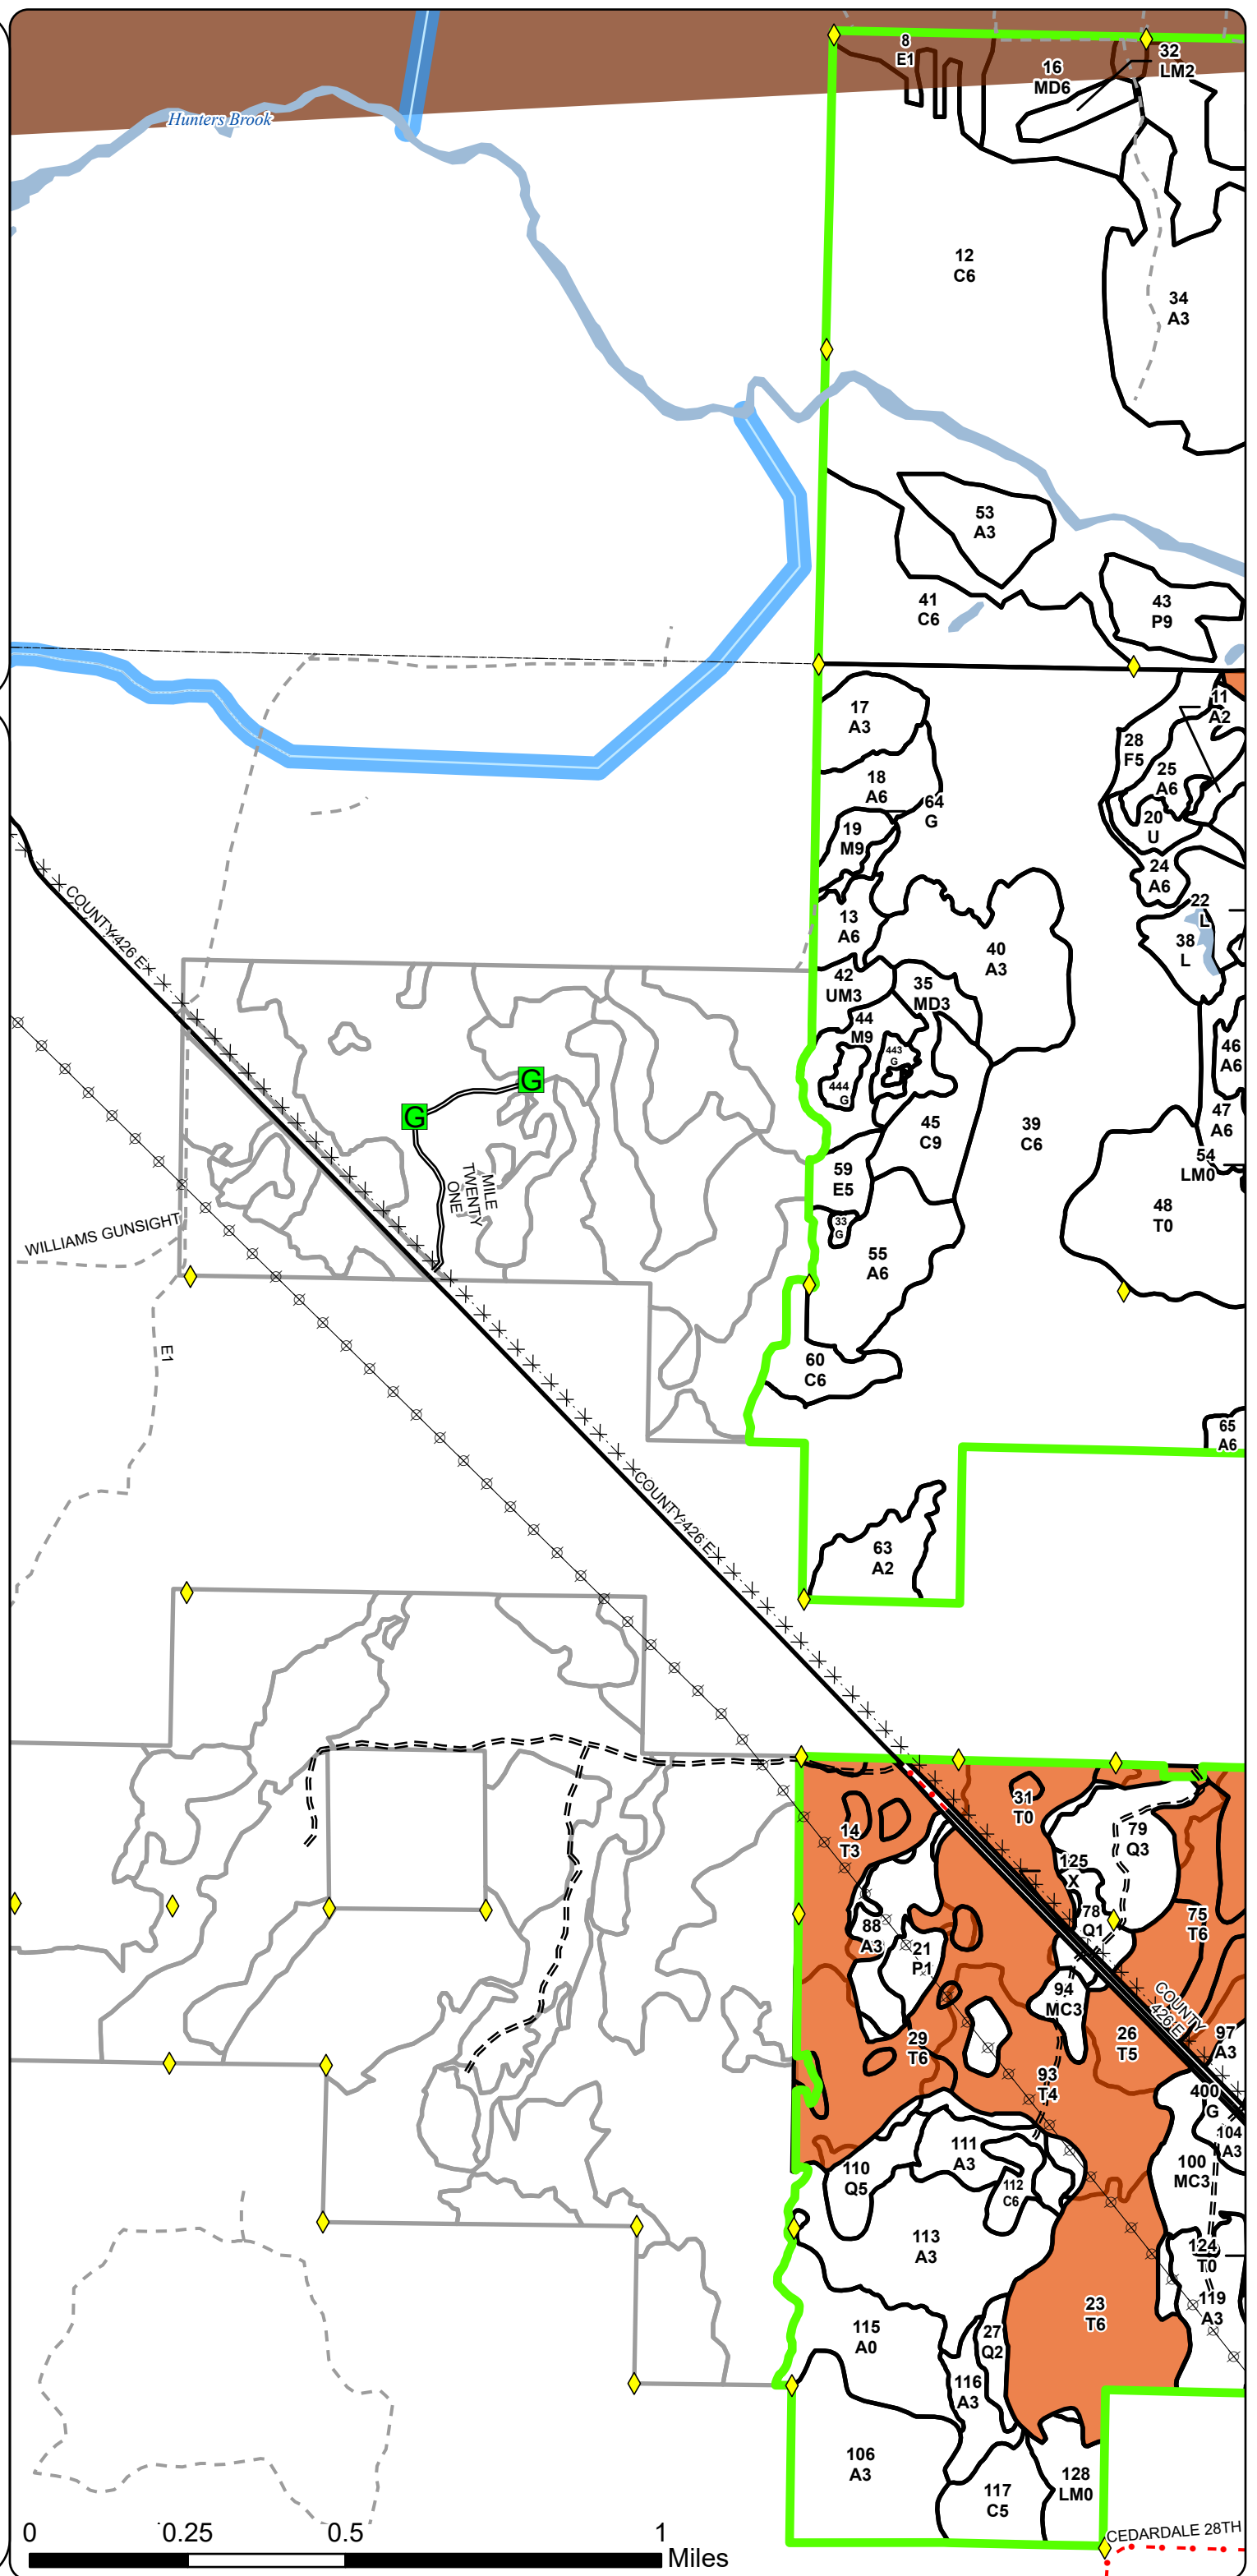 8
E1
16
MD6
32
LM2
Hunters Brook
12
C6
34
A3
53
A3
41
C6
43
P9
17
A3
11
A2
28
F5
25
A6
18
A6
64
G
20
U
19
M9
24
A6
22
L
38
L
COUNTY 426 E
13
A6
40
A3
42
UM3
35
MD3
44
M9
443
G
444
G
46
A6
G
G
45
C9
39
C6
47
A6
54
LM0
59
E5
MILE
TWENTY
ONE
48
T0
33
G
WILLIAMS GUNSIGHT
55
A6
E1
60
C6
65
A6
COUNTY 426 E
63
A2
31
T0
14
T3
79
Q3
125
X
78
Q1
75
T6
88
A3
21
P1
94
MC3
COUNTY
426 E
29
T6
26
T5
97
A3
93
T4
400
G
104
A3
111
A3
110
Q5
112
C6
100
MC3
113
A3
124
T0
119
A3
23
T6
115
A0
27
Q2
116
A3
106
A3
117
C5
128
LM0
CEDARDALE 28TH
0
0.25
0.5
1
Miles